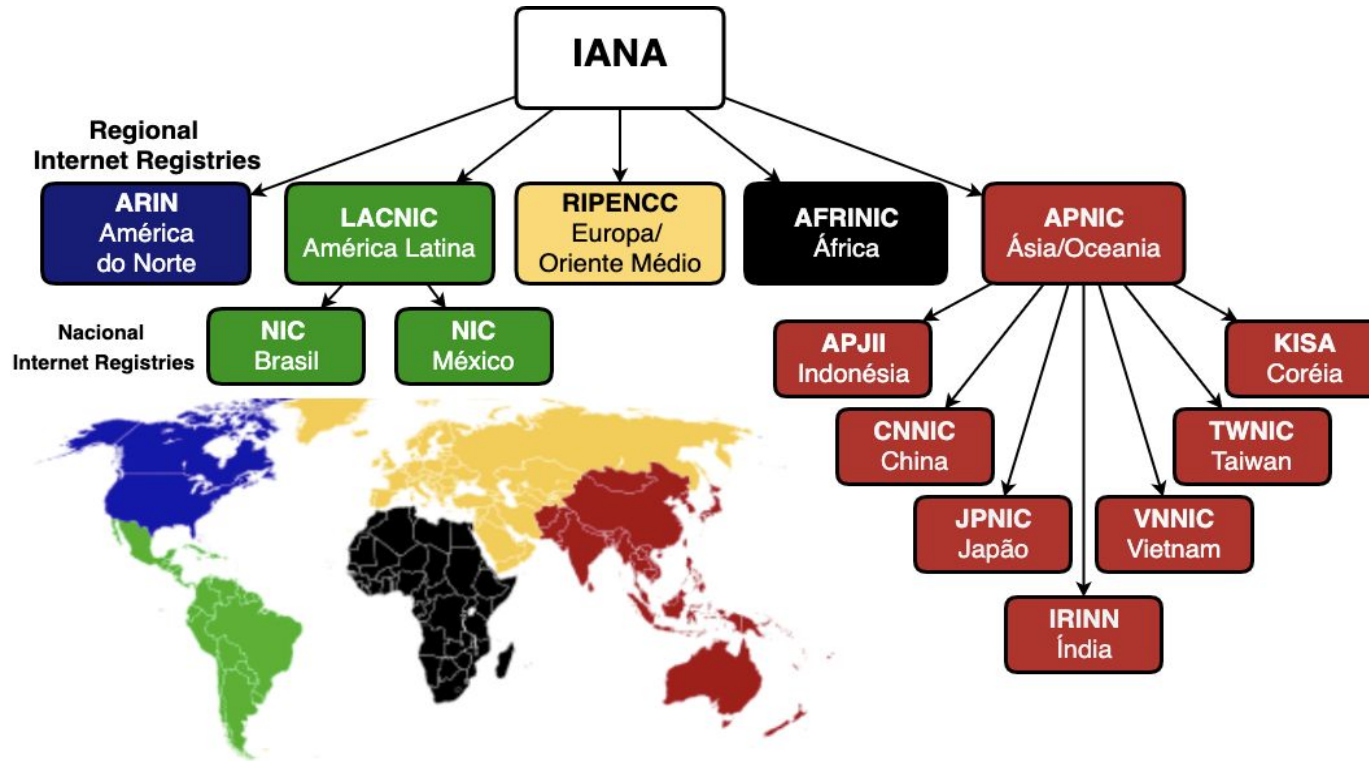 IANA
Regional
Internet Registries
ARIN
América
do Norte
LACNIC
América Latina
RIPENCC
Europa/
Oriente Médio
AFRINIC
África
APNIC
Ásia/Oceania
Nacional
Internet Registries
NIC
Brasil
NIC
México
APJII
Indonésia
KISA
Coréia
CNNIC
China
TWNIC
Taiwan
JPNIC
Japão
VNNIC
Vietnam
IRINN
Índia